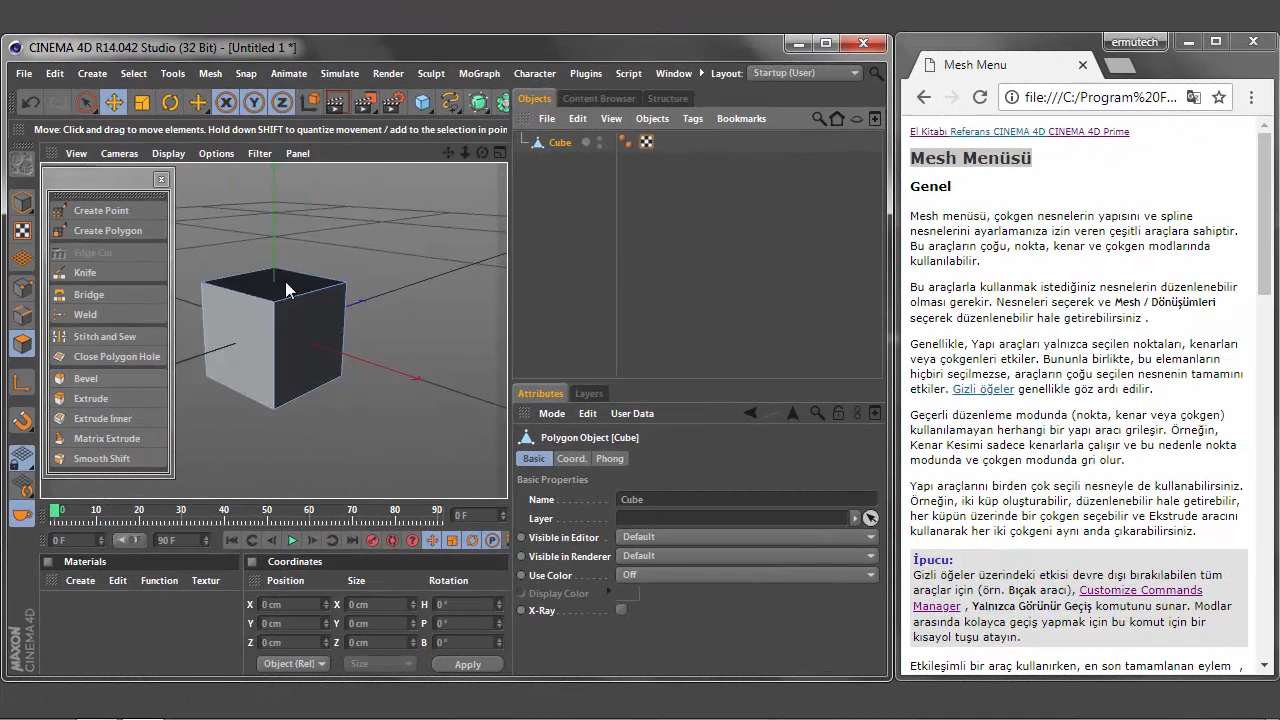 CINEMA 4D R14.042 Studio (32 Bit) - [Untitled 1 *]
File Edit Create Select Tools Mesh Snap Animate Simulate Render Sculpt MoGraph Character Plugins Script Window Layout: Startup (User)
Move: Click and drag to move elements. Hold down SHIFT to quantize movement / add to the selection in poin
View Cameras Display Options Filter Panel
Create Point
Create Polygon
Edge Cut
Knife
Bridge
Weld
Stitch and Sew
Close Polygon Hole
Bevel
Extrude
Extrude Inner
Matrix Extrude
Smooth Shift
0 10 20 30 40 50 60 70 80 90 0 F
0 F 90 F
Materials
Create Edit Function Textur
Coordinates
Position Size Rotation
X 0 cm X 0 cm H 0 °
Y 0 cm Y 0 cm P 0 °
Z 0 cm Z 0 cm B 0 °
Object (Rel) Size Apply
MAXON
CINEMA 4D
Objects Content Browser Structure
File Edit View Objects Tags Bookmarks
Cube
Attributes Layers
Mode Edit User Data
Polygon Object [Cube]
Basic Coord. Phong
Basic Properties
Name Cube
Layer
Visible in Editor Default
Visible in Renderer Default
Use Color Off
Display Color
X-Ray
ermutech
Mesh Menu
file:///C:/Program%20F...
El Kitabı Referans CINEMA 4D CINEMA 4D Prime
Mesh Menüsü
Genel
Mesh menüsü, çokgen nesnelerin yapısını ve spline
nesnelerini ayarlamanıza izin veren çeşitli araçlara sahiptir.
Bu araçların çoğu, nokta, kenar ve çokgen modlarında
kullanılabilir.
Bu araçlarla kullanmak istediğiniz nesnelerin düzenlenebilir
olması gerekir. Nesneleri seçerek ve Mesh / Dönüşümleri
seçerek düzenlenebilir hale getirebilirsiniz .
Genellikle, Yapı araçları yalnızca seçilen noktaları, kenarları
veya çokgenleri etkiler. Bununla birlikte, bu elemanların
hiçbiri seçilmezse, araçların çoğu seçilen nesnenin tamamını
etkiler. Gizli öğeler genellikle göz ardı edilir.
Geçerli düzenleme modunda (nokta, kenar veya çokgen)
kullanılamayan herhangi bir yapı aracı grileşir. Örneğin,
Kenar Kesimi sadece kenarlarla çalışır ve bu nedenle nokta
modunda ve çokgen modunda gri olur.
Yapı araçlarını birden çok seçili nesneyle de kullanabilirsiniz.
Örneğin, iki küp oluşturabilir, düzenlenebilir hale getirebilir,
her küpün üzerinde bir çokgen seçebilir ve Ekstrude aracını
kullanarak her iki çokgeni aynı anda çıkarabilirsiniz.
İpucu:
Gizli öğeler üzerindeki etkisi devre dışı bırakılabilen tüm
araçlar için (örn. Bıçak aracı), Customize Commands
Manager , Yalnızca Görünür Geçiş komutunu sunar. Modlar
arasında kolayca geçiş yapmak için bu komut için bir
kısayol tuşu atayın.
Etkileşimli bir araç kullanırken, en son tamamlanan eylem ,